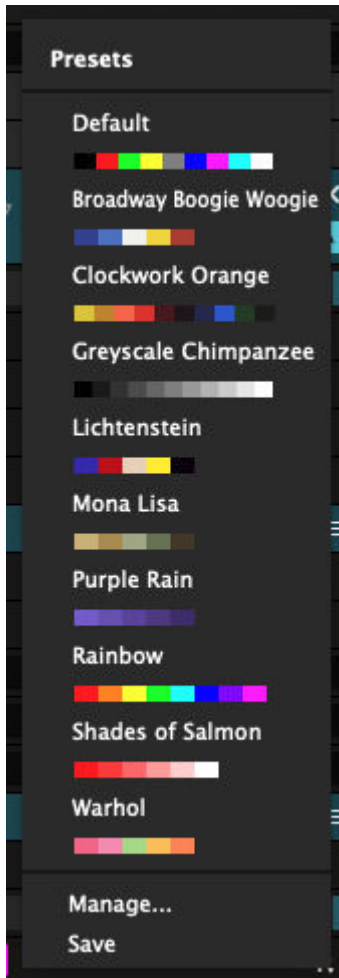 Presets
Default
Broadway Boogie Woogie
Clockwork Orange
Greyscale Chimpanzee
Lichtenstein
Mona Lisa
Purple Rain
Rainbow
Shades of Salmon
Warhol
Manage...
Save